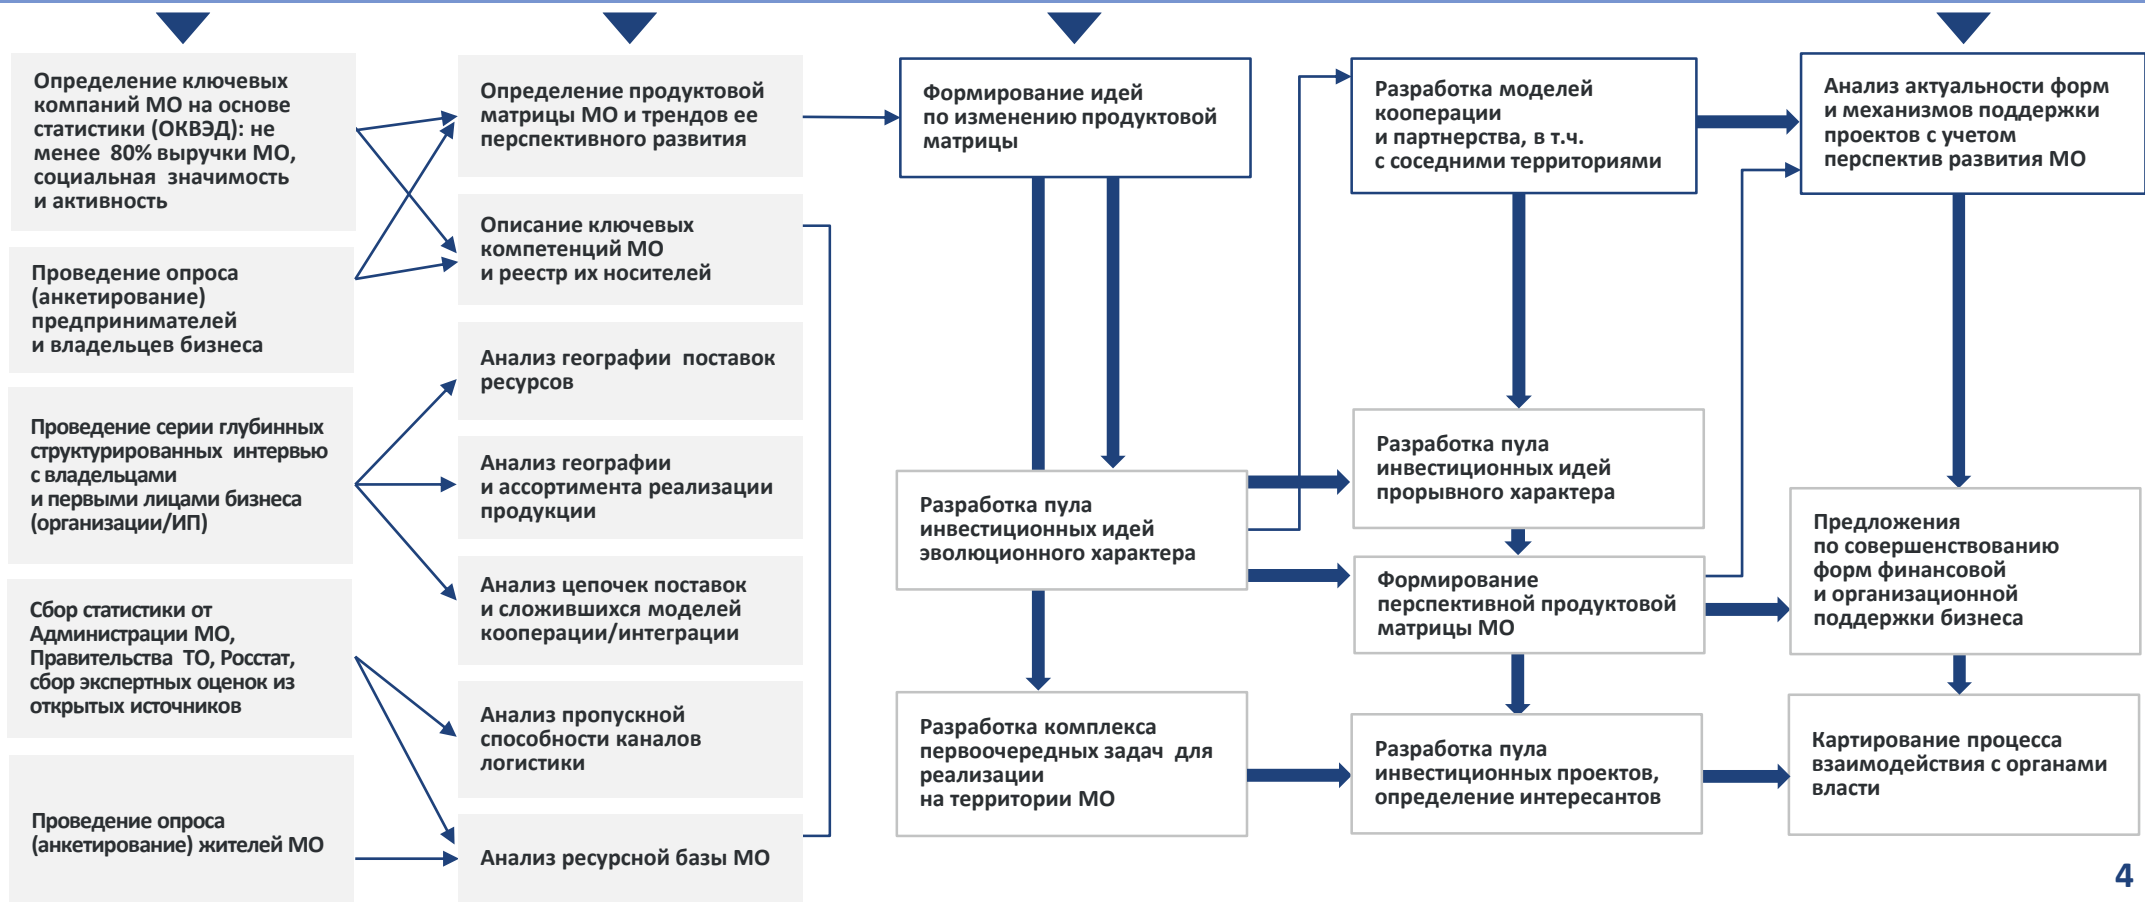 Определение ключевых
компаний МО на основе
статистики (ОКВЭД): не
менее 80% выручки МО,
социальная значимость
и активность
Проведение опроса
(анкетирование)
предпринимателей
и владельцев бизнеса
Проведение серии глубинных
структурированных интервью
с владельцами
и первыми лицами бизнеса
(организации/ИП)
Сбор статистики от
Администрации МО,
Правительства ТО, Росстат,
сбор экспертных оценок из
открытых источников
Проведение опроса
(анкетирование) жителей МО
Определение продуктовой
матрицы МО и трендов ее
перспективного развития
Описание ключевых
компетенций МО
и реестр их носителей
Анализ географии поставок
ресурсов
Анализ географии
и ассортимента реализации
продукции
Анализ цепочек поставок
и сложившихся моделей
кооперации/интеграции
Анализ пропускной
способности каналов
логистики
Анализ ресурсной базы МО
Формирование идей
по изменению продуктовой
матрицы
Разработка пула
инвестиционных идей
эволюционного характера
Разработка комплекса
первоочередных задач для
реализации
на территории МО
Разработка моделей
кооперации
и партнерства, в т.ч.
с соседними территориями
Разработка пула
инвестиционных идей
прорывного характера
Формирование
перспективной продуктовой
матрицы МО
Разработка пула
инвестиционных проектов,
определение интересантов
Анализ актуальности форм
и механизмов поддержки
проектов с учетом
перспектив развития МО
Предложения
по совершенствованию
форм финансовой
и организационной
поддержки бизнеса
Картирование процесса
взаимодействия с органами
власти
4